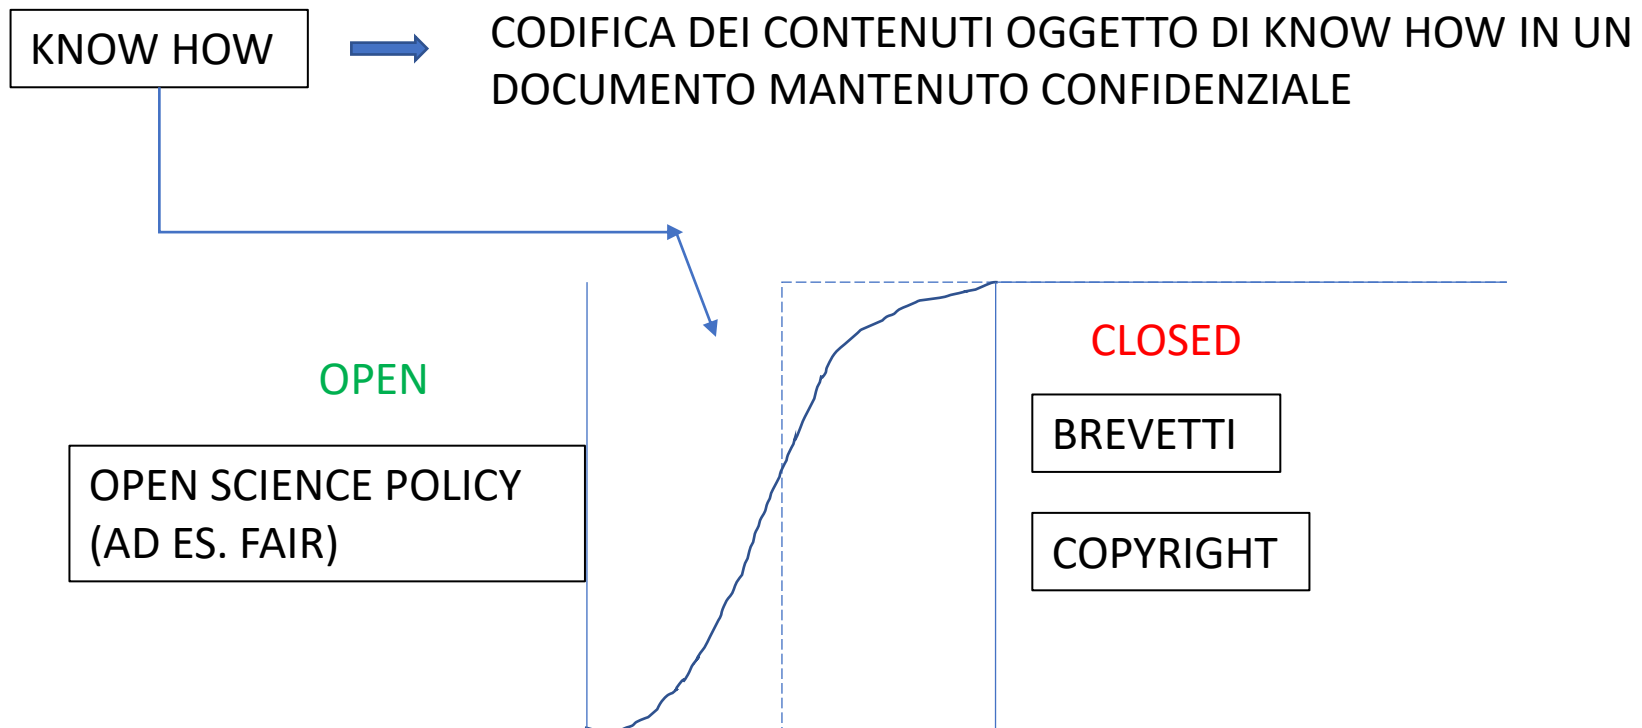 KNOW HOW
CODIFICA DEI CONTENUTI OGGETTO DI KNOW HOW IN UN
DOCUMENTO MANTENUTO CONFIDENZIALE
OPEN
OPEN SCIENCE POLICY
(AD ES. FAIR)
CLOSED
BREVETTI
COPYRIGHT